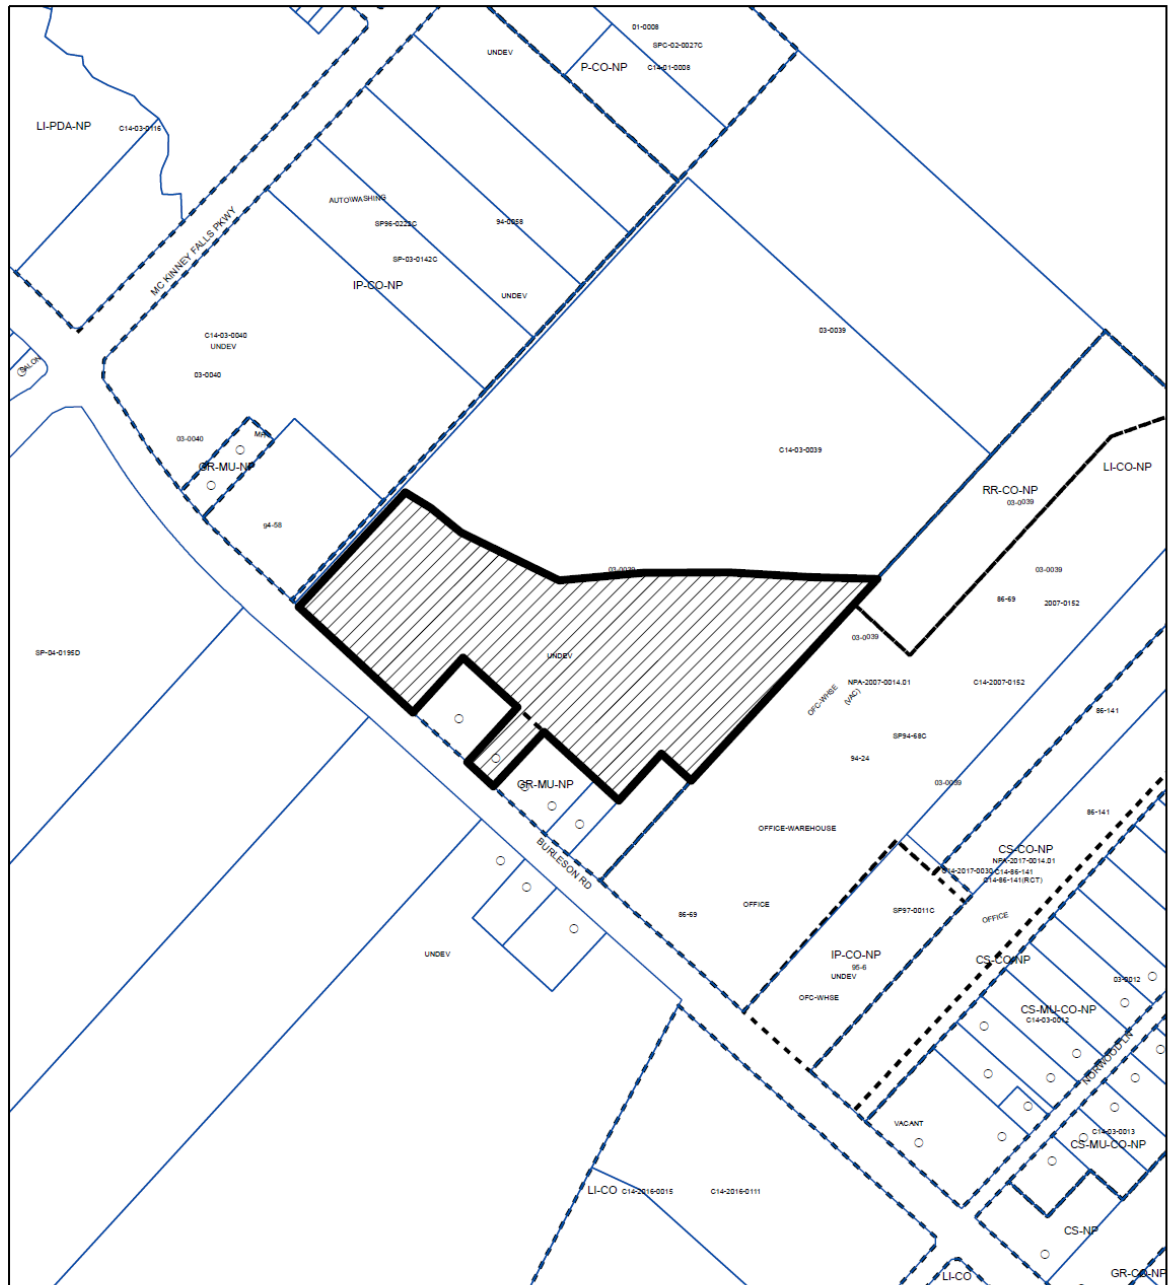 01-0008
SPC-02-0027C
UNDEV
P-CO-NP
C14-01-0008
LI-PDA-NP
C14-03-0116
AUTOWASHING
SP96-0222C
94-0058
MC KINNEY FALLS PKWY
SP-03-0142C
IP-CO-NP
UNDEV
C14-03-0040
UNDEV
03-0039
SALON
03-0040
03-0040
MH
GR-MU-NP
C14-03-0039
LI-CO-NP
RR-CO-NP
03-0039
94-58
03-0039
03-0039
86-69
2007-0152
03-0039
SP-04-0195D
UNDEV
NPA-2007-0014.01
C14-2007-0152
OFC-WHSE
(VAC)
86-141
SP94-68C
94-24
03-0039
GR-MU-NP
86-141
OFFICE-WAREHOUSE
BURLESON RD
CS-CO-NP
NPA-2017-0014.01
C14-2017-0030
C14-86-141
C14-86-141(RCT)
OFFICE
86-69
SP97-0011C
OFFICE
UNDEV
IP-CO-NP
95-6
UNDEV
OFC-WHSE
CS-CO-NP
03-0012
CS-MU-CO-NP
C14-03-0012
NORWOOD LN
VACANT
C14-03-0013
CS-MU-CO-NP
LI-CO
C14-2016-0015
C14-2016-0111
CS-NP
LI-CO
GR-CO-NP